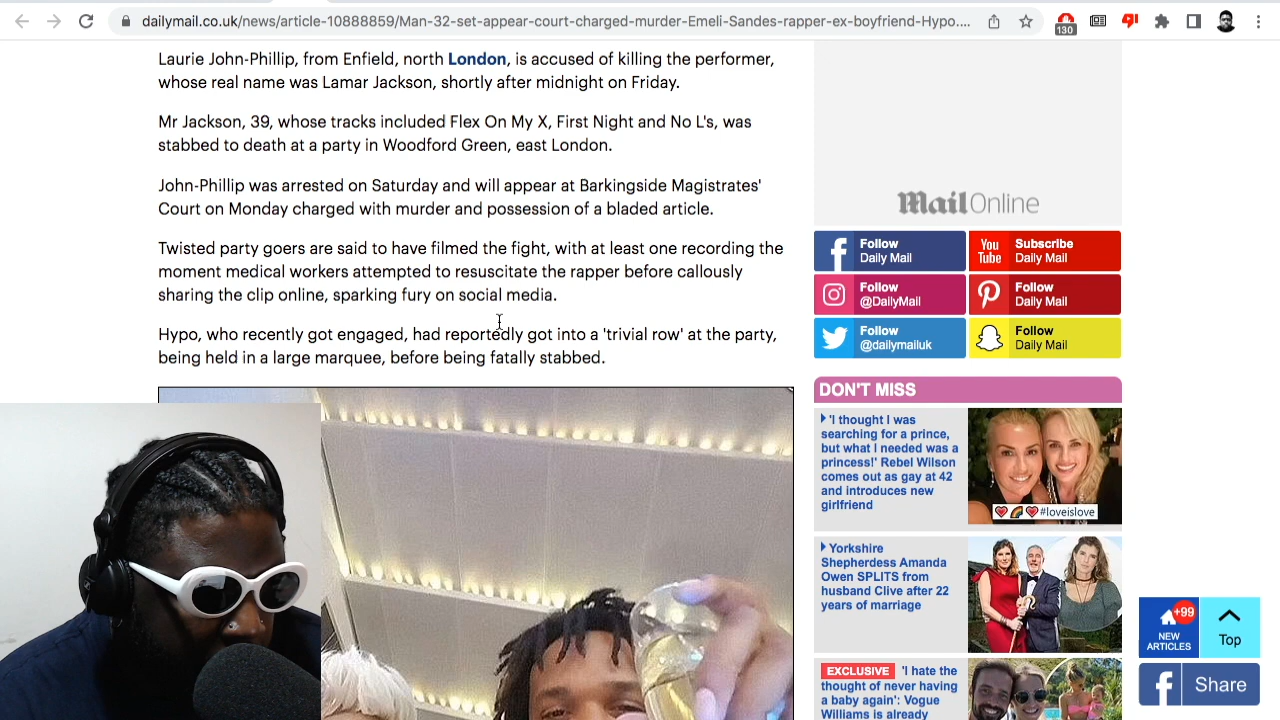 dailymail.co.uk/news/article-10888859/Man-32-set-appear-court-charged-murder-Emeli-Sandes-rapper-ex-boyfriend-Hypo....
130
Laurie John-Phillip, from Enfield, north London, is accused of killing the performer,
whose real name was Lamar Jackson, shortly after midnight on Friday.
Mr Jackson, 39, whose tracks included Flex On My X, First Night and No L's, was
stabbed to death at a party in Woodford Green, east London.
John-Phillip was arrested on Saturday and will appear at Barkingside Magistrates'
Court on Monday charged with murder and possession of a bladed article.
Twisted party goers are said to have filmed the fight, with at least one recording the
moment medical workers attempted to resuscitate the rapper before callously
sharing the clip online, sparking fury on social media.
Hypo, who recently got engaged, had reportedly got into a 'trivial row' at the party,
being held in a large marquee, before being fatally stabbed.
Mail Online
Follow
Daily Mail
You
Tube
Subscribe
Daily Mail
Follow
@DailyMail
Follow
Daily Mail
Follow
@dailymailuk
Follow
Daily Mail
DON'T MISS
'I thought I was
searching for a prince,
but what I needed was a
princess!' Rebel Wilson
comes out as gay at 42
and introduces new
girlfriend
#loveislove
Yorkshire
Shepherdess Amanda
Owen SPLITS from
husband Clive after 22
years of marriage
EXCLUSIVE 'I hate the
thought of never having
a baby again': Vogue
Williams is already
+99
NEW
ARTICLES
Top
Share